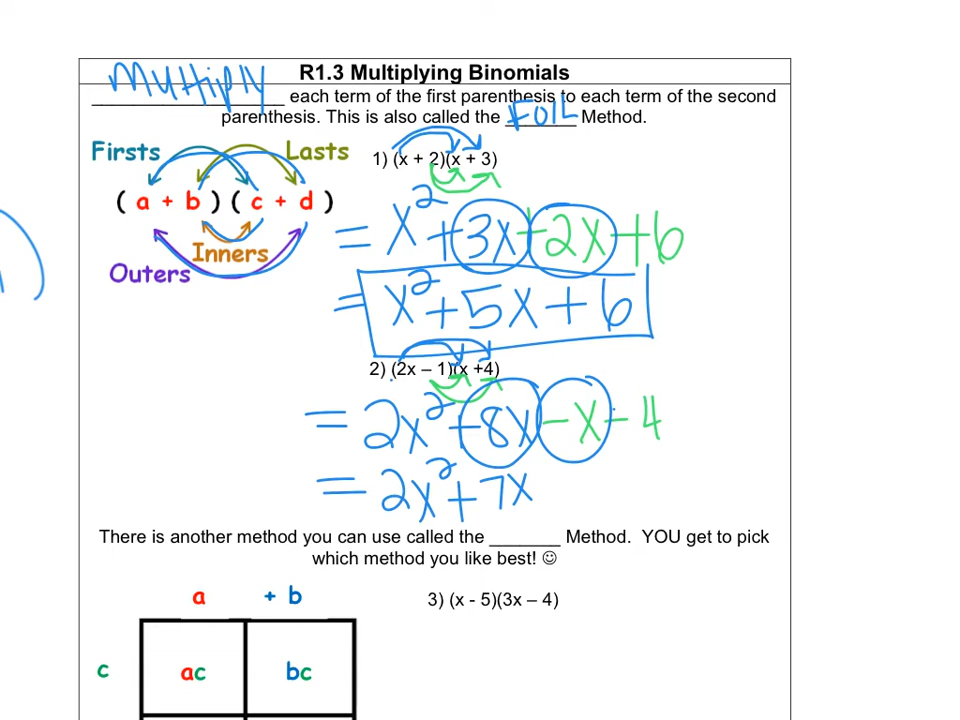 R1.3 Multiplying Binomials
Multiply each term of the first parenthesis to each term of the second
parenthesis. This is also called the FOIL Method.
Firsts Lasts
( a + b ) ( c + d )
Inners
Outers
1) (x + 2)(x + 3)
= x² + 3x + 2x + 6
= x² + 5x + 6
2) (2x – 1)(x +4)
= 2x² + 8x - x - 4
= 2x² + 7x
There is another method you can use called the _______ Method. YOU get to pick
which method you like best! ☺
a + b
c ac bc
3) (x - 5)(3x – 4)